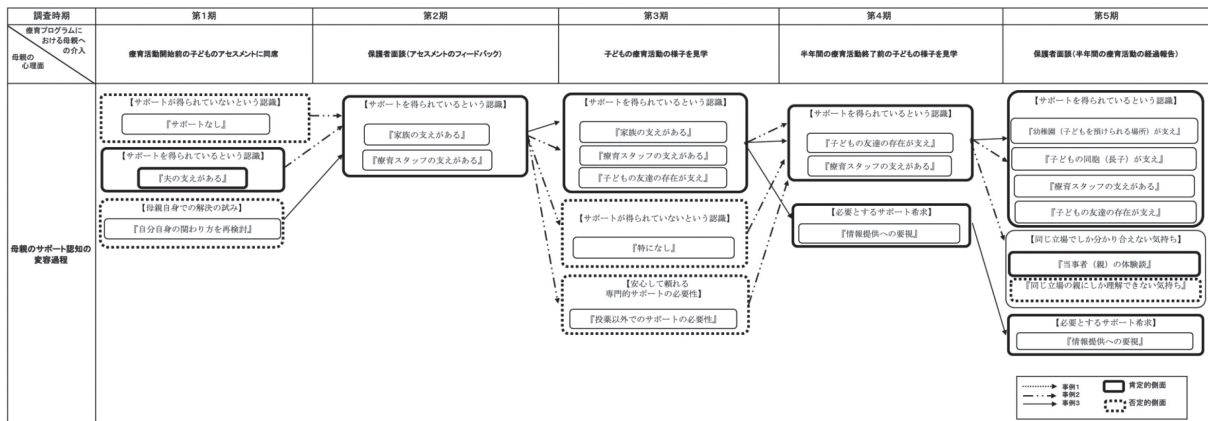 調査時期
第1期
第2期
第3期
第4期
第5期
療育プログラムに
おける母親へ
の介入
母親の
心理面
療育活動開始前の子どものアセスメントに同席
保護者面談(アセスメントのフィードバック)
子どもの療育活動の様子を見学
半年間の療育活動終了前の子どもの様子を見学
保護者面談(半年間の療育活動の経過報告)
母親のサポート認知の
変容過程
【サポートが得られていないという認識】
『サポートなし』
【サポートを得られているという認識】
『夫の支えがある』
【母親自身での解決の試み】
『自分自身の関わり方を再検討』
【サポートを得られているという認識】
『家族の支えがある』
『療育スタッフの支えがある』
【サポートを得られているという認識】
『家族の支えがある』
『療育スタッフの支えがある』
『子どもの友達の存在が支え』
【サポートが得られていないという認識】
『特になし』
【安心して頼れる
専門的サポートの必要性】
『投薬以外でのサポートの必要性』
【サポートを得られているという認識】
『子どもの友達の存在が支え』
『療育スタッフの支えがある』
【必要とするサポート希求】
『情報提供への要視』
【サポートを得られているという認識】
『幼稚園（子どもを預けられる場所）が支え』
『子どもの同胞（長子）が支え』
『療育スタッフの支えがある』
『子どもの友達の存在が支え』
【同じ立場でしか分かり合えない気持ち】
『当事者（親）の体験談』
『同じ立場の親にしか理解できない気持ち』
【必要とするサポート希求】
『情報提供への要視』
事例1
事例2
事例3
肯定的側面
否定的側面